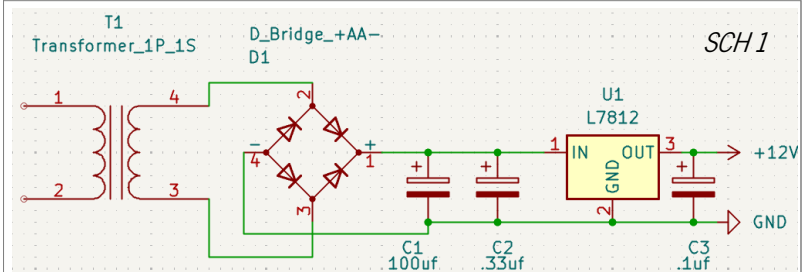 T1
Transformer_1P_1S
D_Bridge_+AA-
D1
SCH 1
U1
L7812
1
4
2
- +
4 1
1 IN OUT 3
+12V
GND
2
2
3
3
GND
C1
100uf
C2
.33uf
C3
.1uf
+
+
+